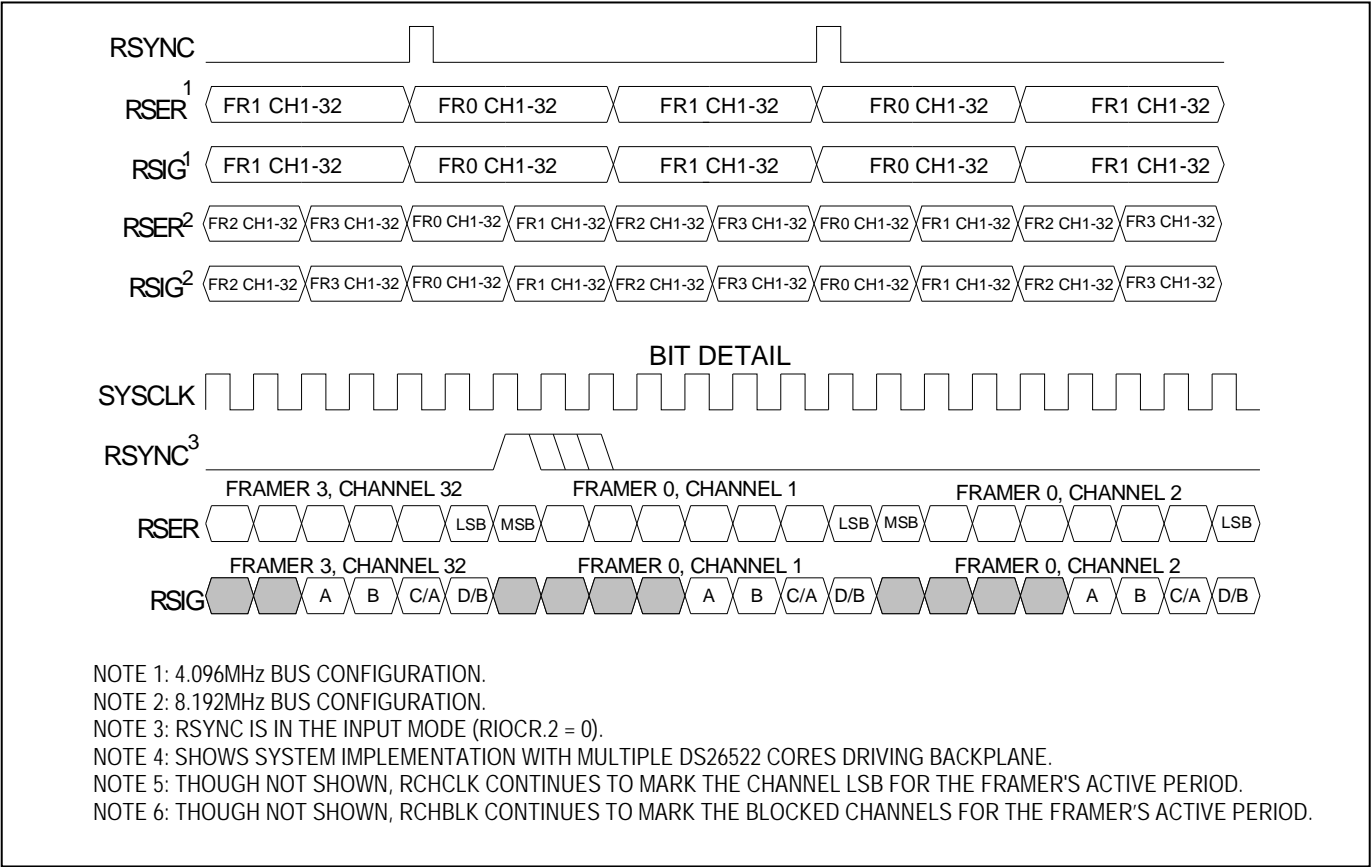 RSYNC
RSER1 FR1 CH1-32 FR0 CH1-32 FR1 CH1-32 FR0 CH1-32 FR1 CH1-32
RSIG1 FR1 CH1-32 FR0 CH1-32 FR1 CH1-32 FR0 CH1-32 FR1 CH1-32
RSER2 FR2 CH1-32 FR3 CH1-32 FR0 CH1-32 FR1 CH1-32 FR2 CH1-32 FR3 CH1-32 FR0 CH1-32 FR1 CH1-32 FR2 CH1-32 FR3 CH1-32
RSIG2 FR2 CH1-32 FR3 CH1-32 FR0 CH1-32 FR1 CH1-32 FR2 CH1-32 FR3 CH1-32 FR0 CH1-32 FR1 CH1-32 FR2 CH1-32 FR3 CH1-32
BIT DETAIL
SYSCLK
RSYNC3
FRAMER 3, CHANNEL 32 FRAMER 0, CHANNEL 1 FRAMER 0, CHANNEL 2
RSER LSB MSB LSB MSB LSB
FRAMER 3, CHANNEL 32 FRAMER 0, CHANNEL 1 FRAMER 0, CHANNEL 2
RSIG A B C/A D/B A B C/A D/B A B C/A D/B
NOTE 1: 4.096MHz BUS CONFIGURATION.
NOTE 2: 8.192MHz BUS CONFIGURATION.
NOTE 3: RSYNC IS IN THE INPUT MODE (RIOCR.2 = 0).
NOTE 4: SHOWS SYSTEM IMPLEMENTATION WITH MULTIPLE DS26522 CORES DRIVING BACKPLANE.
NOTE 5: THOUGH NOT SHOWN, RCHCLK CONTINUES TO MARK THE CHANNEL LSB FOR THE FRAMER'S ACTIVE PERIOD.
NOTE 6: THOUGH NOT SHOWN, RCHBLK CONTINUES TO MARK THE BLOCKED CHANNELS FOR THE FRAMER'S ACTIVE PERIOD.